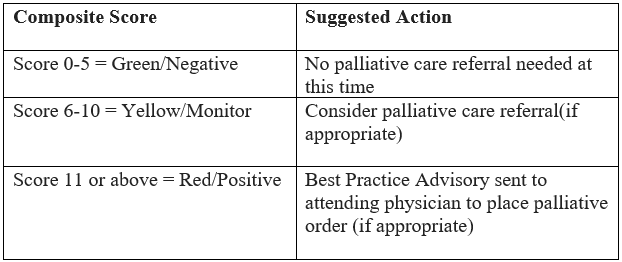 Composite Score
Suggested Action
Score 0-5 = Green/Negative
No palliative care referral needed at
this time
Score 6-10 = Yellow/Monitor
Consider palliative care referral(if
appropriate)
Score 11 or above = Red/Positive
Best Practice Advisory sent to
attending physician to place palliative
order (if appropriate)